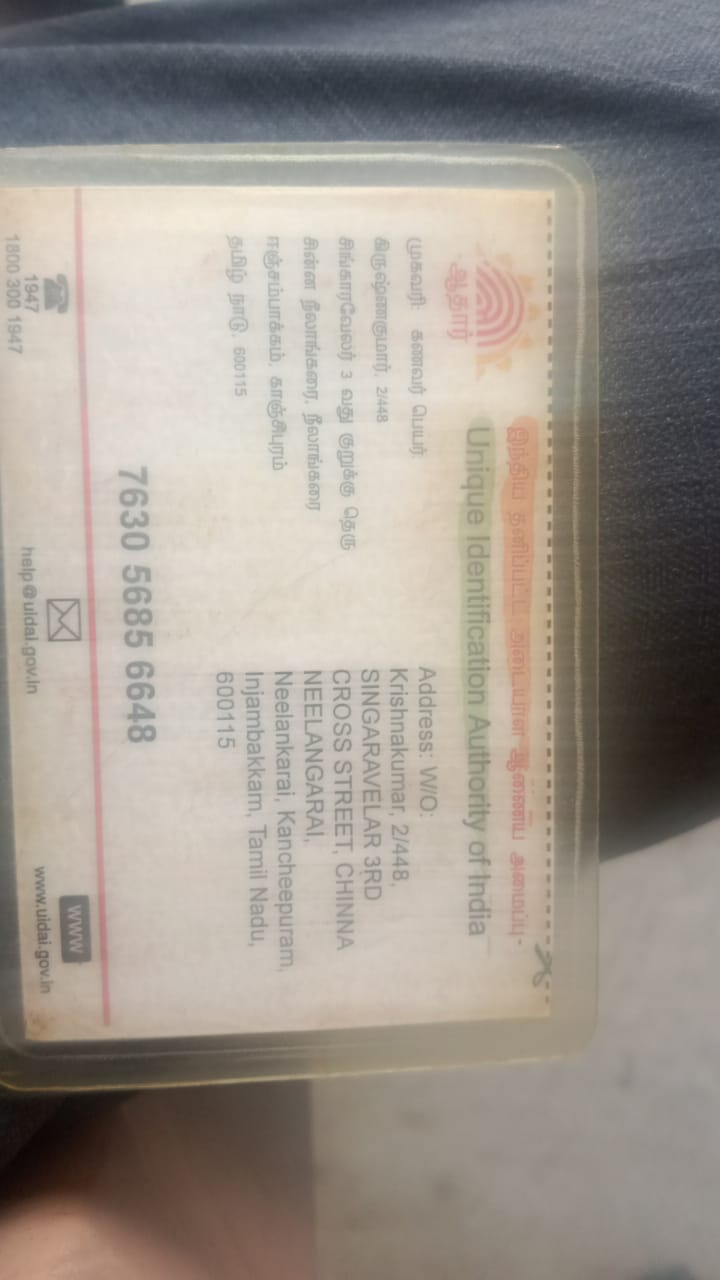 இந்திய தனிப்பட்ட அடையாள ஆணைய அமைப்பு -
Unique Identification Authority of India
ஆதார்
முகவரி: கணவர் பெயர்:
கிருஷ்ணகுமார், 2/448
சிங்காரவேலர் 3 வது குறுக்கு தெரு
சின்ன நீலாங்கரை, நீலாங்கரை
ஈஞ்சம்பாக்கம், காஞ்சிபுரம்
தமிழ் நாடு, 600115
Address: W/O:
Krishnakumar, 2/448,
SINGARAVELAR 3RD
CROSS STREET, CHINNA
NEELANGARAI,
Neelankarai, Kancheepuram,
Injambakkam, Tamil Nadu,
600115
7630 5685 6648
1947
1800 300 1947
help@uidai.gov.in
WWW
www.uidai.gov.in